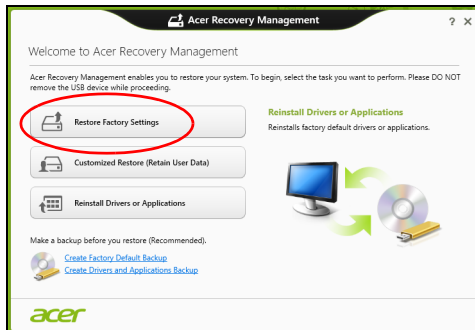 Acer Recovery Management
? X
Welcome to Acer Recovery Management
Acer Recovery Management enables you to restore your system. To begin, select the task you want to perform. Please DO NOT
remove the USB device while proceeding.
Restore Factory Settings
Customized Restore (Retain User Data)
Reinstall Drivers or Applications
Reinstall Drivers or Applications
Reinstalls factory default drivers or applications.
Make a backup before you restore (Recommended).
Create Factory Default Backup
Create Drivers and Applications Backup
acer